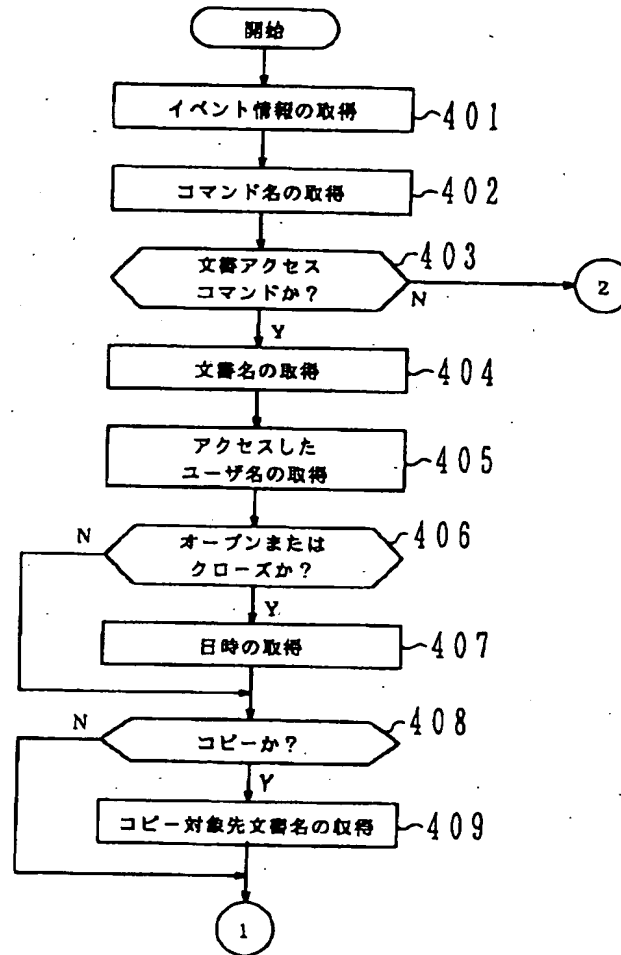 開始
イベント情報の取得
401
コマンド名の取得
402
文書アクセス
コマンドか?
403
N
2
Y
文書名の取得
404
アクセスした
ユーザ名の取得
405
N
オープンまたは
クローズか?
406
Y
日時の取得
407
N
コピーか?
408
Y
コピー対象先文書名の取得
409
1